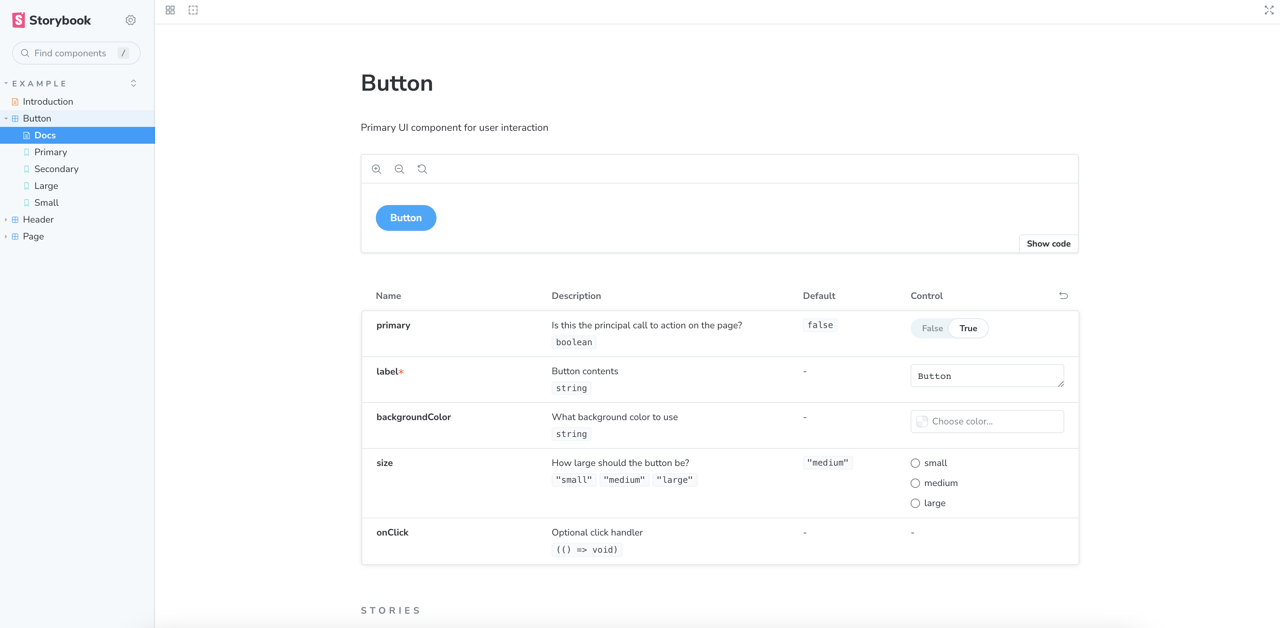 Storybook
Find components /
EXAMPLE
Introduction
Button
Docs
Primary
Secondary
Large
Small
Header
Page
Button
Primary UI component for user interaction
Button
Show code
Name Description Default Control
primary Is this the principal call to action on the page? false False True
boolean
label* Button contents - Button
string
backgroundColor What background color to use - Choose color...
string
size How large should the button be? "medium" small
"small" "medium" "large" medium
large
onClick Optional click handler - -
(() => void)
STORIES